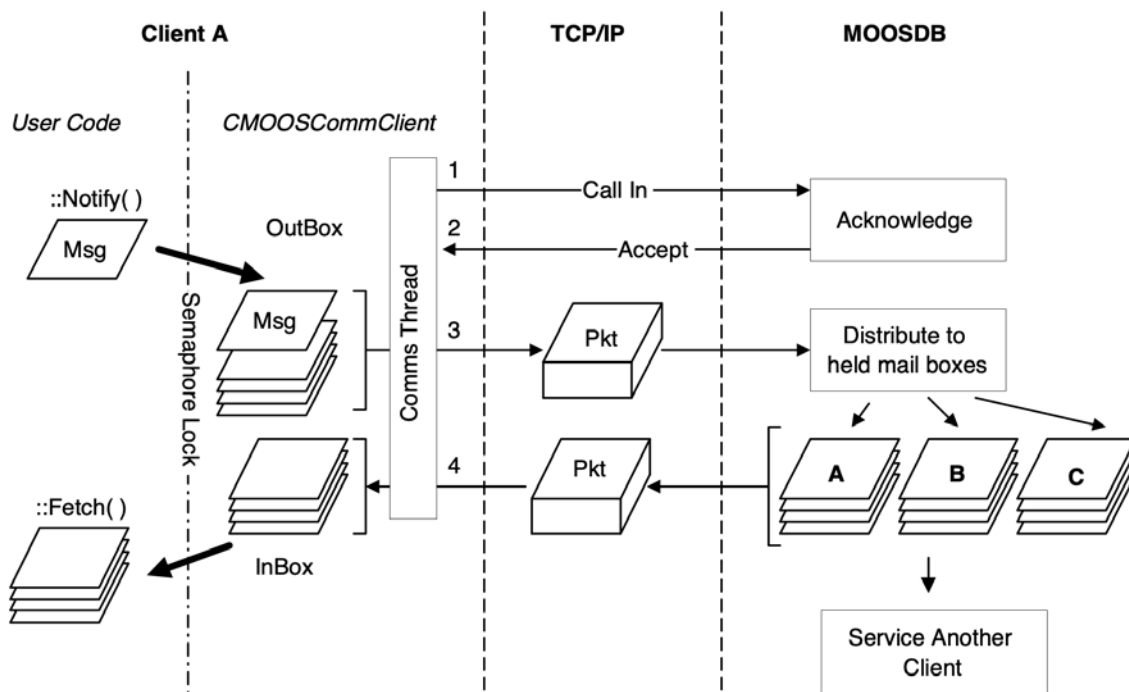 Client A
TCP/IP
MOOSDB
User Code
CMOOSCommClient
::Notify( )
Msg
OutBox
Msg
Semaphore Lock
Comms Thread
1
Call In
Acknowledge
2
Accept
3
Pkt
Distribute to
held mail boxes
4
Pkt
A
B
C
::Fetch( )
InBox
Service Another
Client